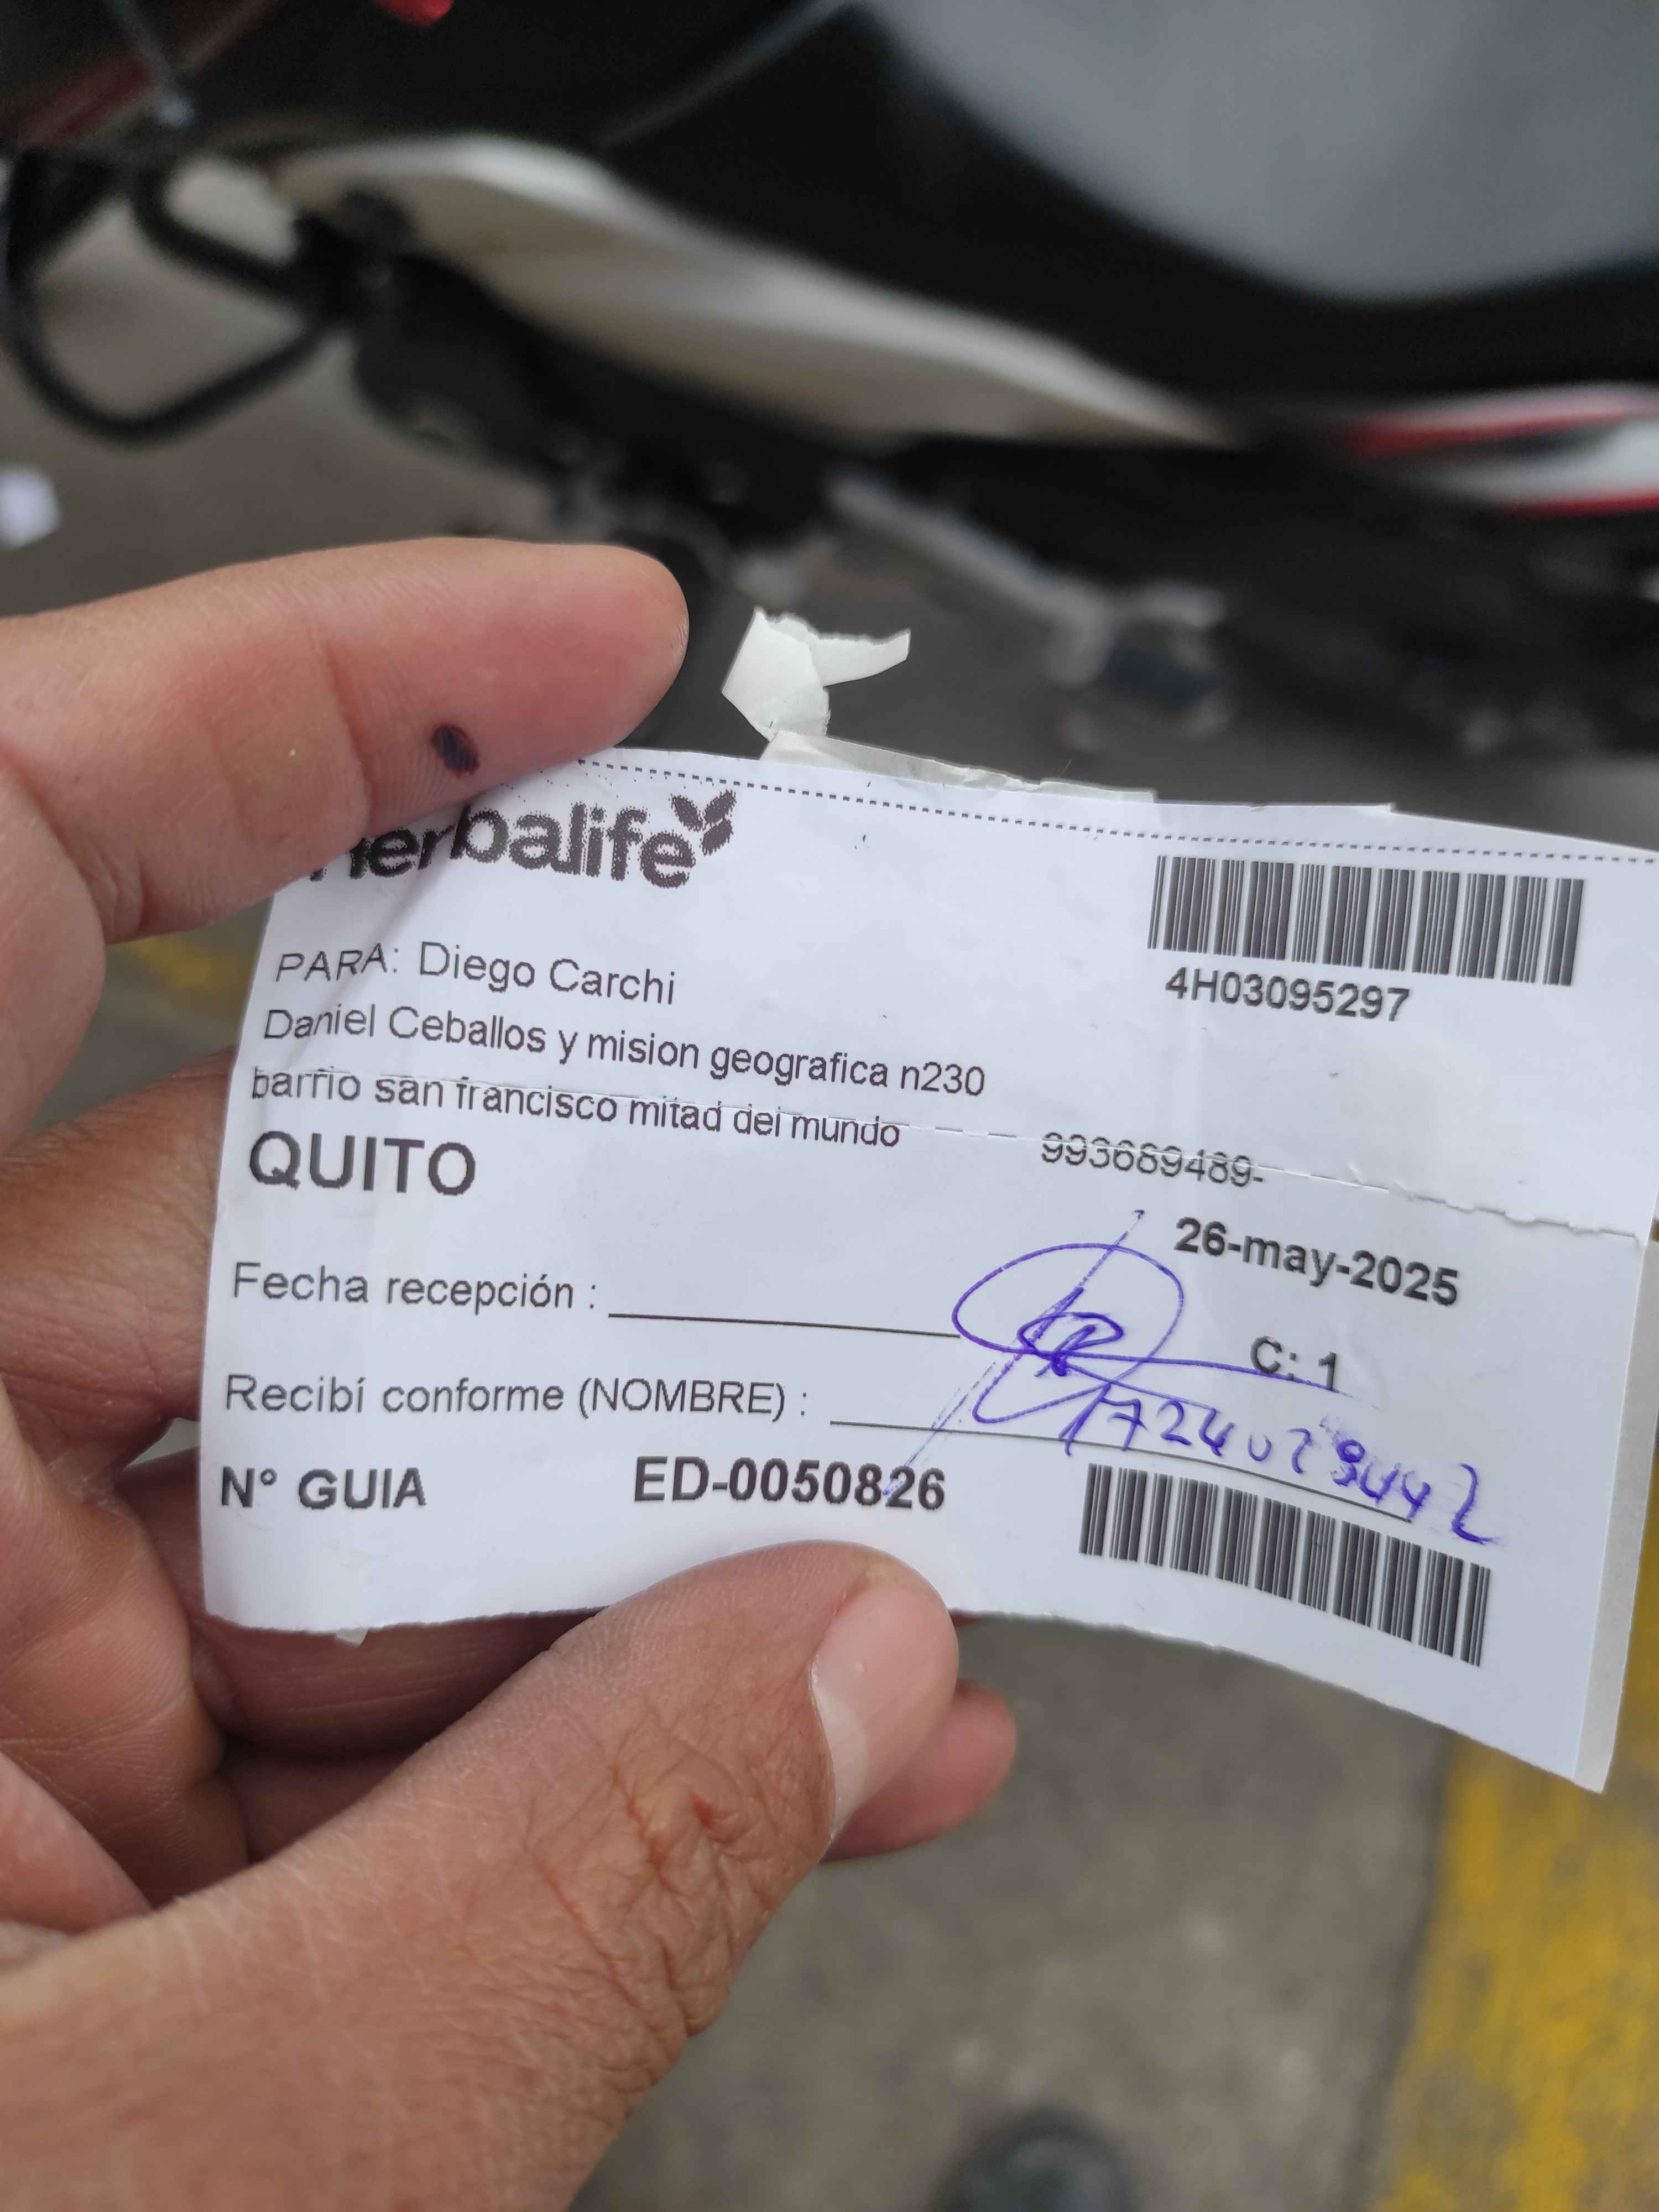 herbalife
4H03095297
PARA: Diego Carchi
Daniel Ceballos y mision geografica n230
barrio san francisco mitad del mundo 993689489-
QUITO
26-may-2025
Fecha recepción :
C: 1
Recibí conforme (NOMBRE) :
N° GUIA ED-0050826